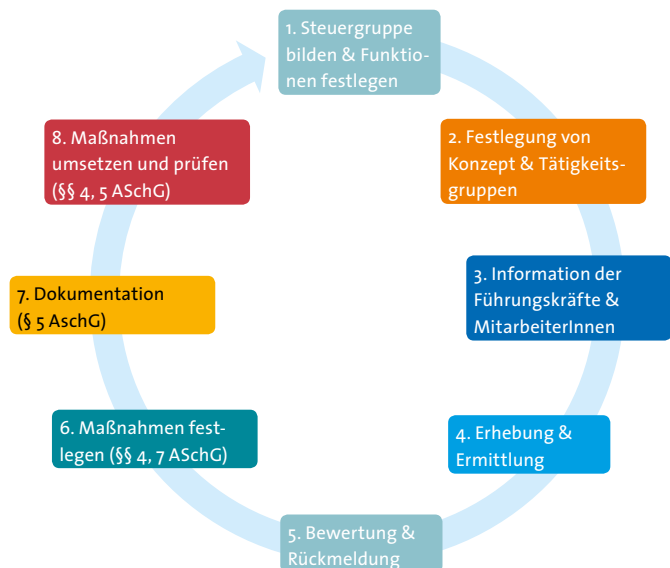 1. Steuergruppe
bilden & Funktio-
nen festlegen
2. Festlegung von
Konzept & Tätigkeits-
gruppen
3. Information der
Führungskräfte &
MitarbeiterInnen
4. Erhebung &
Ermittlung
5. Bewertung &
Rückmeldung
6. Maßnahmen fest-
legen (§§ 4, 7 ASchG)
7. Dokumentation
(§ 5 AschG)
8. Maßnahmen
umsetzen und prüfen
(§§ 4, 5 ASchG)